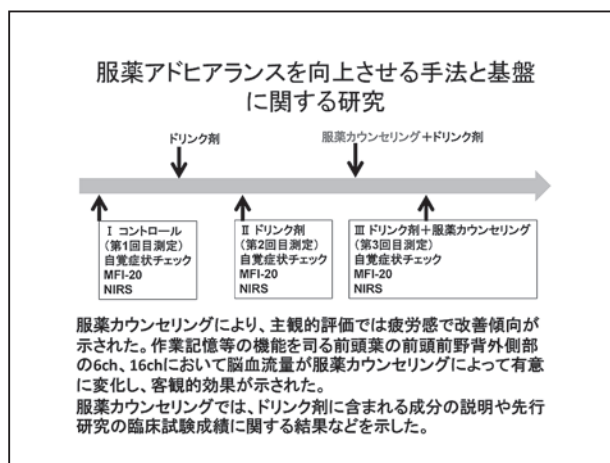 服薬アドヒアランスを向上させる手法と基盤
に関する研究
ドリンク剤
服薬カウンセリング+ドリンク剤
Ⅰ コントロール
(第1回目測定)
自覚症状チェック
MFI-20
NIRS
Ⅱ ドリンク剤
(第2回目測定)
自覚症状チェック
MFI-20
NIRS
Ⅲ ドリンク剤+服薬カウンセリング
(第3回目測定)
自覚症状チェック
MFI-20
NIRS
服薬カウンセリングにより、主観的評価では疲労感で改善傾向が
示された。作業記憶等の機能を司る前頭葉の前頭前野背外側部
の6ch、16chにおいて脳血流量が服薬カウンセリングによって有意
に変化し、客観的効果が示された。
服薬カウンセリングでは、ドリンク剤に含まれる成分の説明や先行
研究の臨床試験成績に関する結果などを示した。